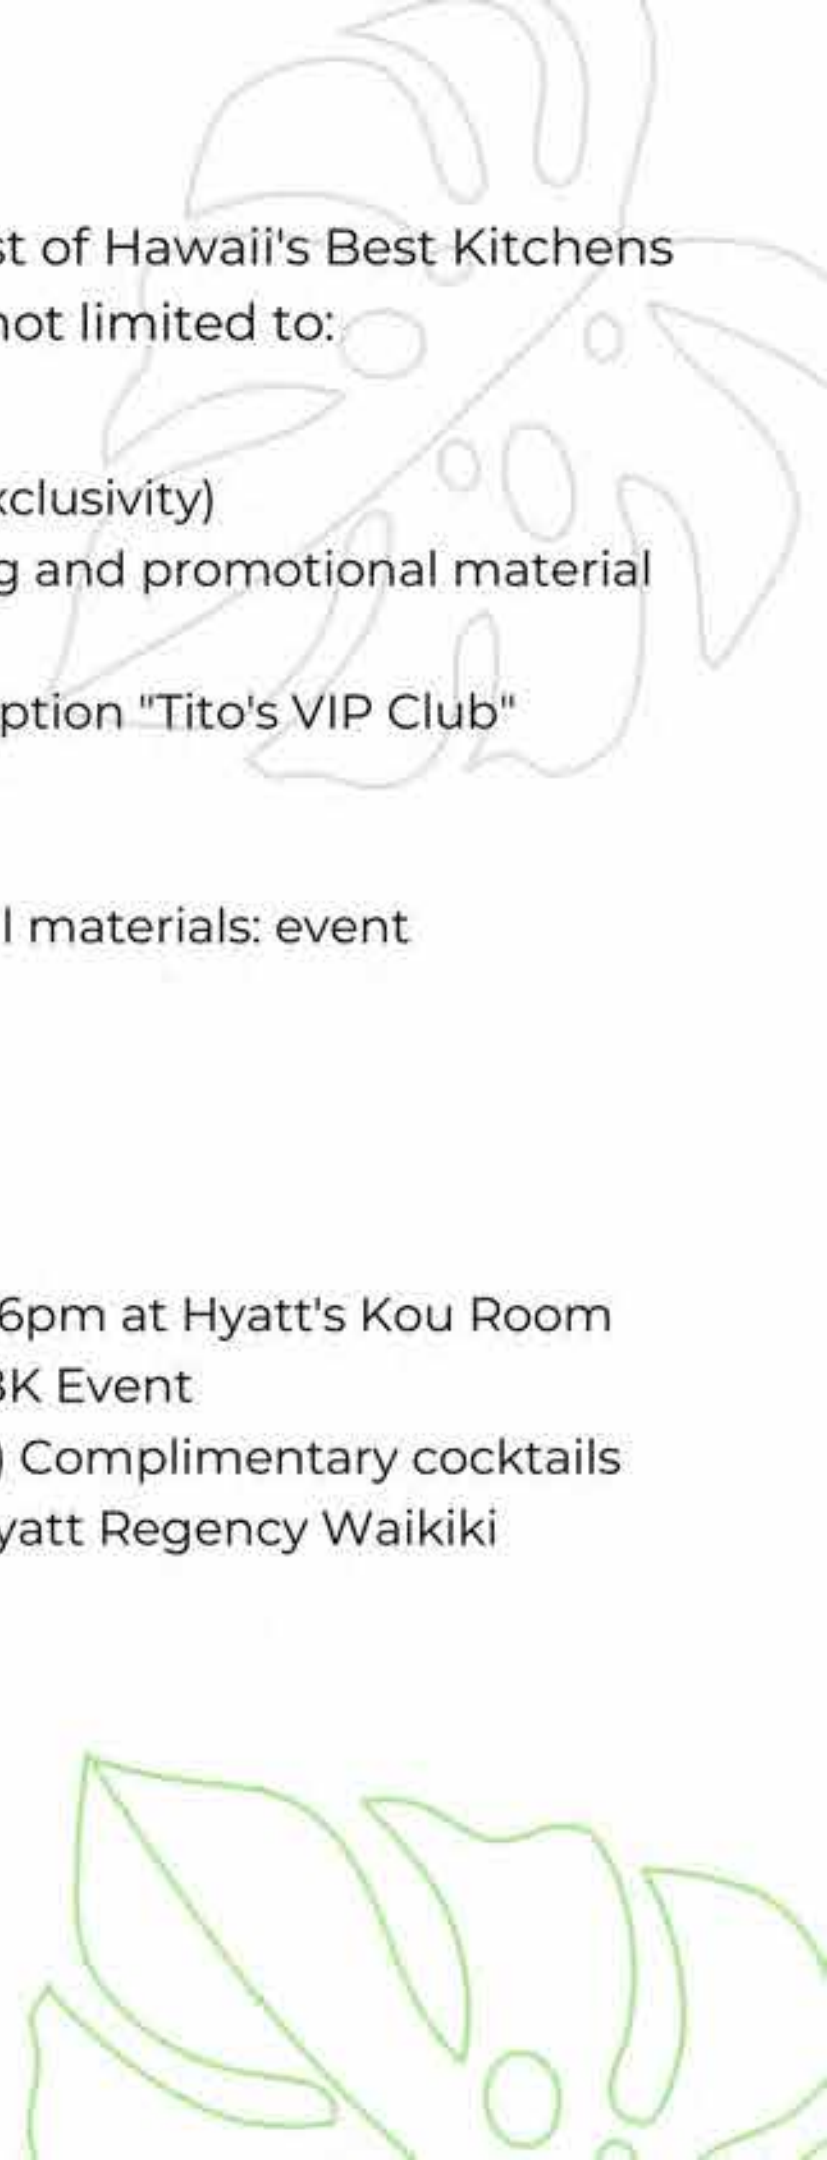 st of Hawaii's Best Kitchens
not limited to:
xclusivity)
g and promotional material
ption "Tito's VIP Club"
l materials: event
6pm at Hyatt's Kou Room
BK Event
) Complimentary cocktails
yatt Regency Waikiki